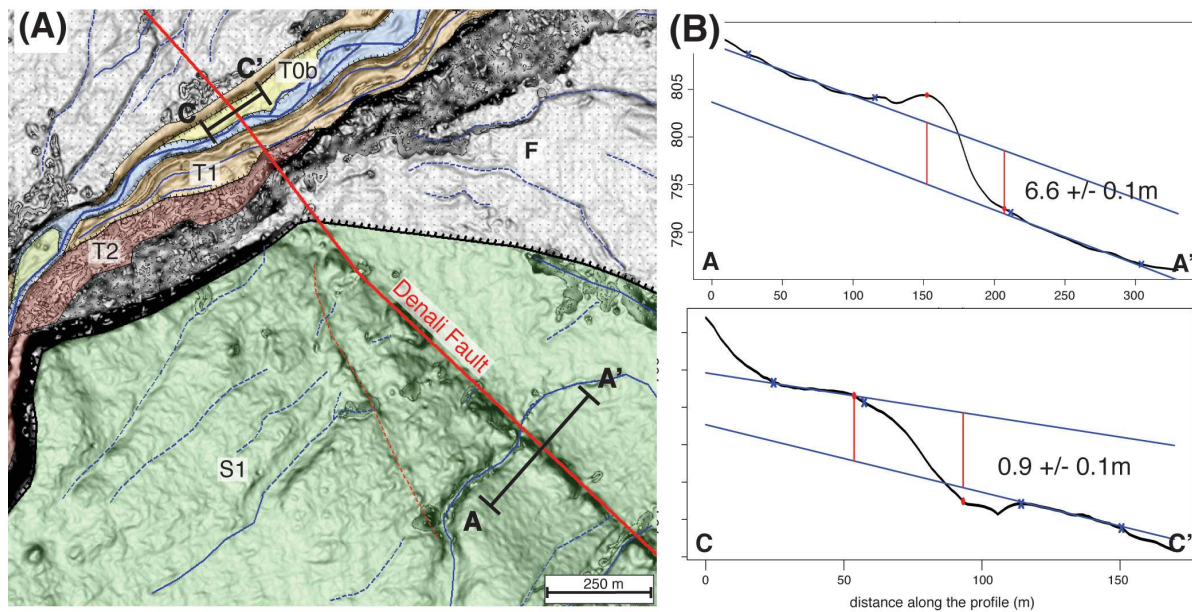 (A)
C'
T0b
C
F
T1
T2
Denali Fault
A'
S1
A
250 m
(B)
805
800
795
790
6.6 +/- 0.1m
A
A'
0
50
100
150
200
250
300
0.9 +/- 0.1m
C
C'
0
50
100
150
distance along the profile (m)